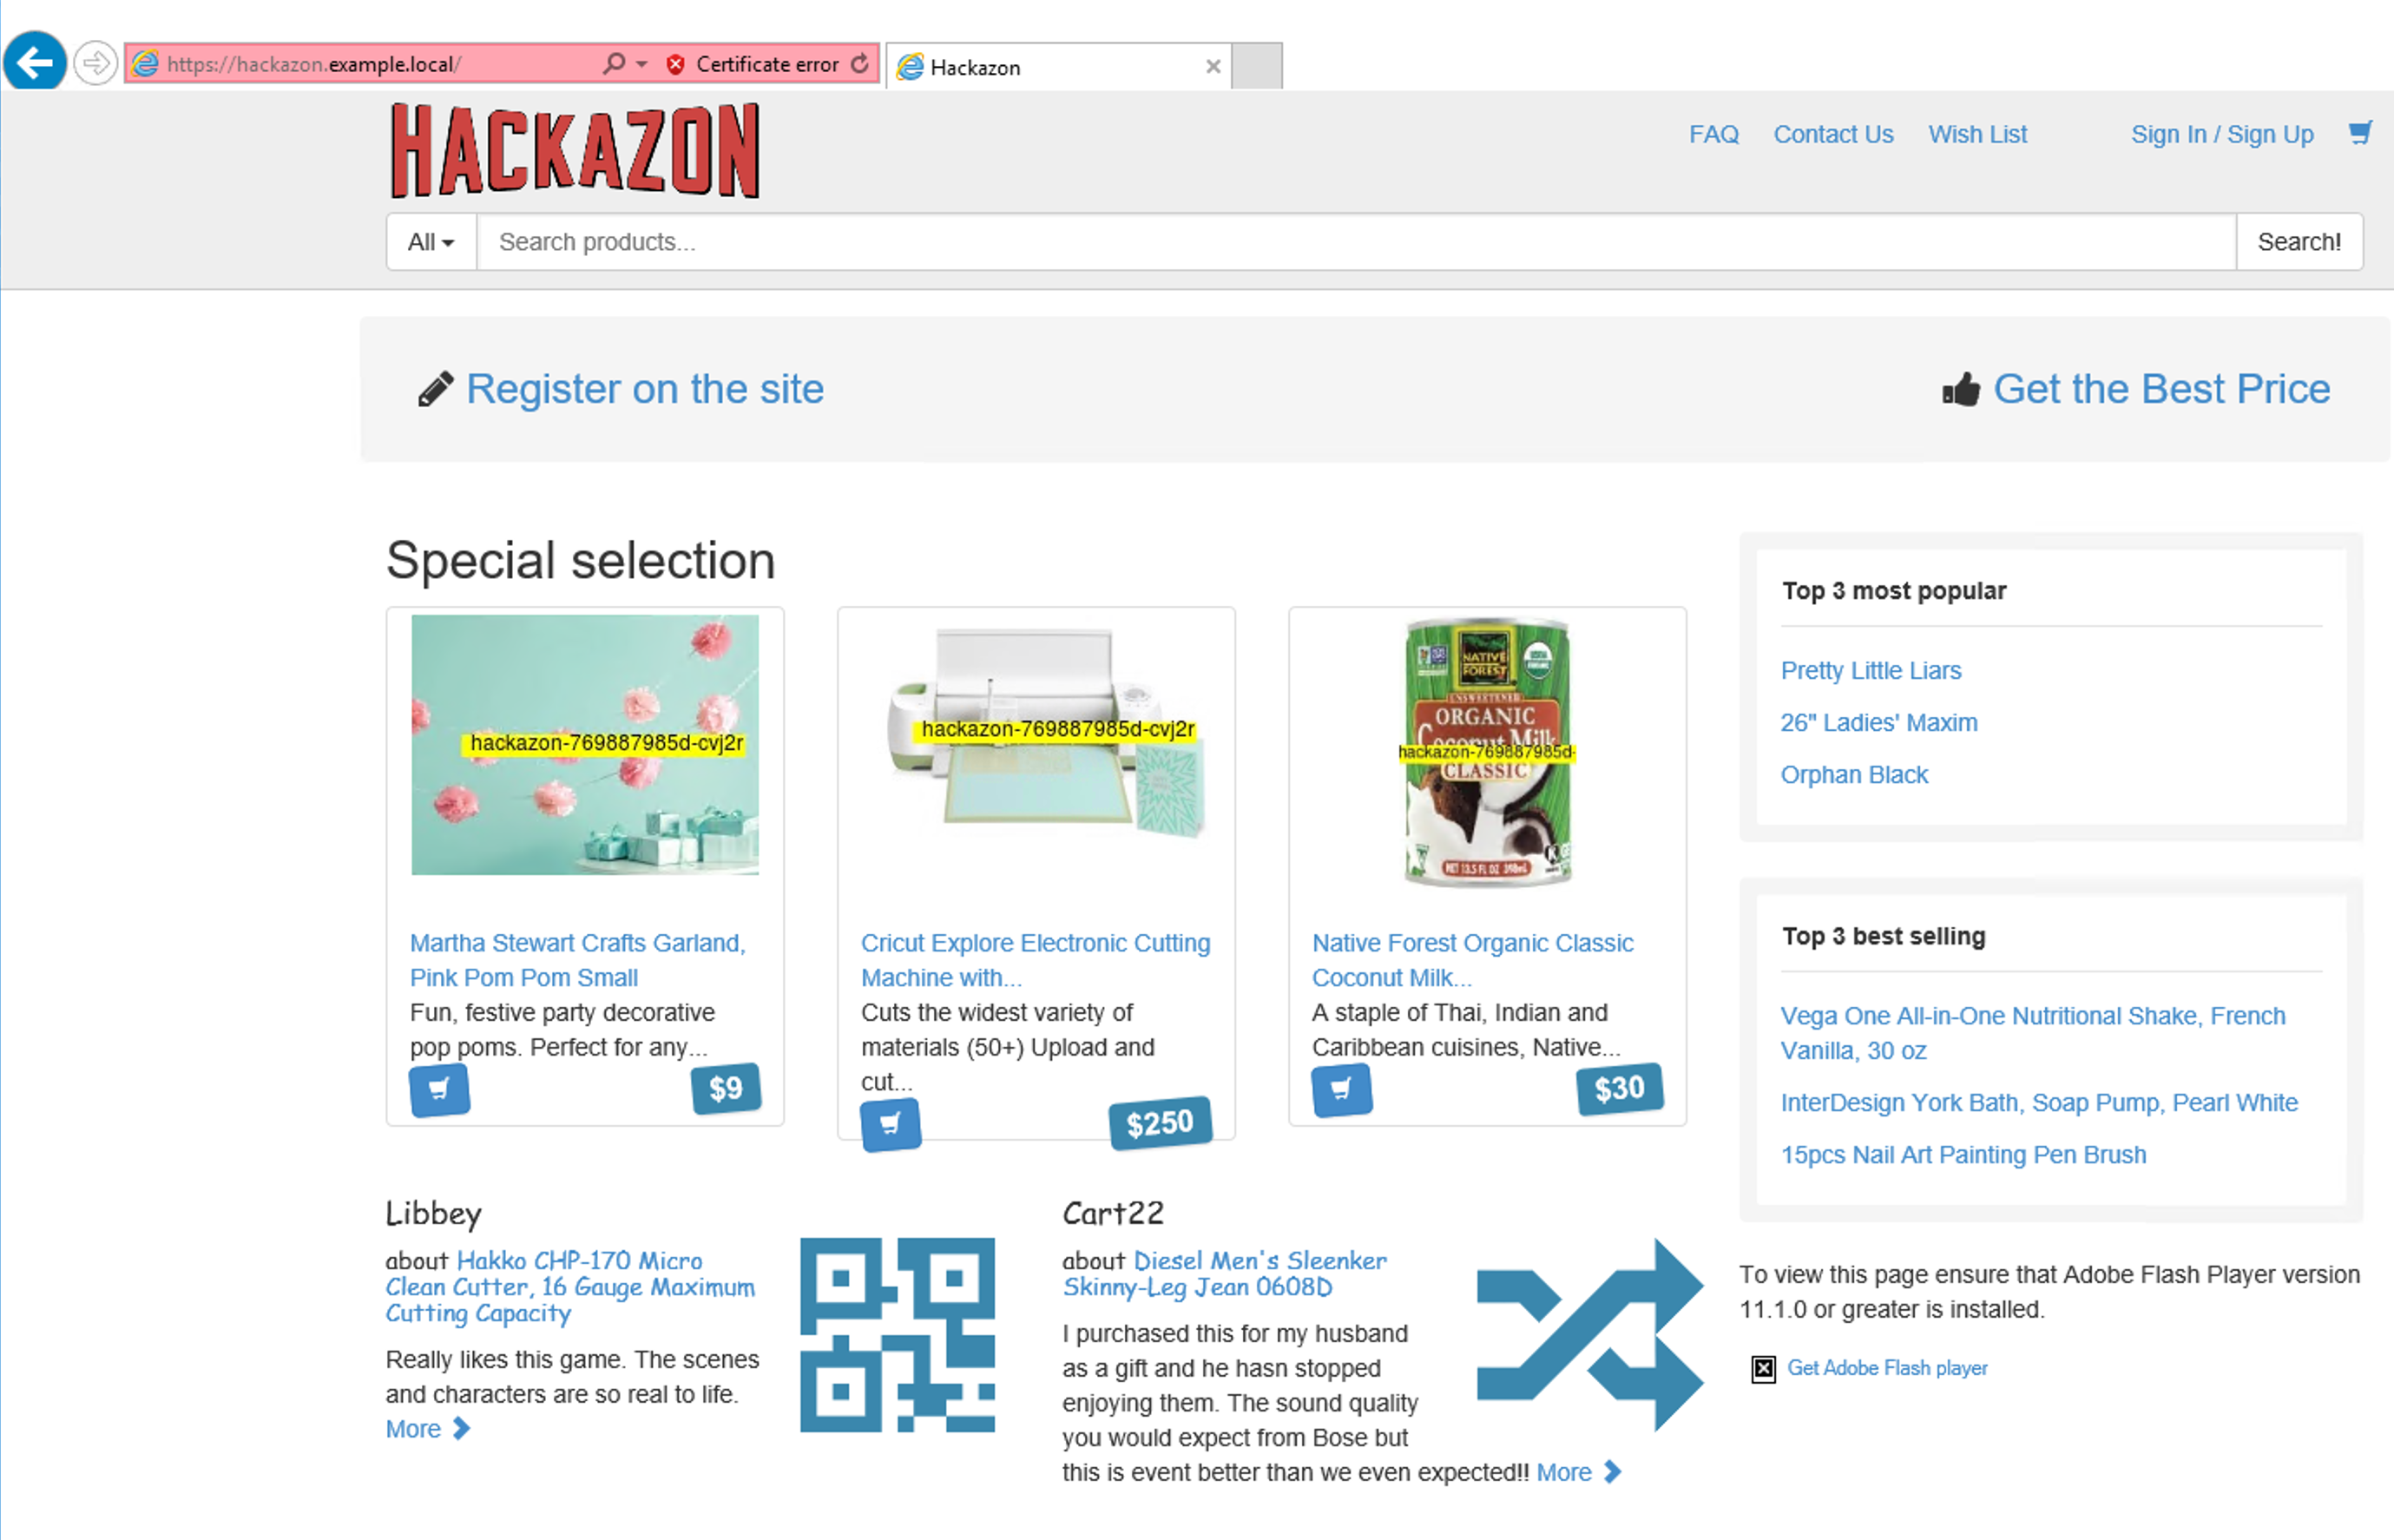 https://hackazon.example.local/
Certificate error
Hackazon
HACKAZON
FAQ Contact Us Wish List Sign In / Sign Up
All Search products... Search!
Register on the site
Get the Best Price
Special selection
hackazon-769887985d-cvj2r
Martha Stewart Crafts Garland,
Pink Pom Pom Small
Fun, festive party decorative
pop poms. Perfect for any...
$9
hackazon-769887985d-cvj2r
Cricut Explore Electronic Cutting
Machine with...
Cuts the widest variety of
materials (50+) Upload and
cut...
$250
NATIVE
FOREST
UNSWEETENED
ORGANIC
Coconut Milk
hackazon-769887985d-
CLASSIC
NET 13.5 FL OZ
Native Forest Organic Classic
Coconut Milk...
A staple of Thai, Indian and
Caribbean cuisines, Native...
$30
Top 3 most popular
Pretty Little Liars
26" Ladies' Maxim
Orphan Black
Top 3 best selling
Vega One All-in-One Nutritional Shake, French
Vanilla, 30 oz
InterDesign York Bath, Soap Pump, Pearl White
15pcs Nail Art Painting Pen Brush
Libbey
about Hakko CHP-170 Micro
Clean Cutter, 16 Gauge Maximum
Cutting Capacity
Really likes this game. The scenes
and characters are so real to life.
More
Cart22
about Diesel Men's Sleenker
Skinny-Leg Jean 0608D
I purchased this for my husband
as a gift and he hasn stopped
enjoying them. The sound quality
you would expect from Bose but
this is event better than we even expected!! More
To view this page ensure that Adobe Flash Player version
11.1.0 or greater is installed.
Get Adobe Flash player